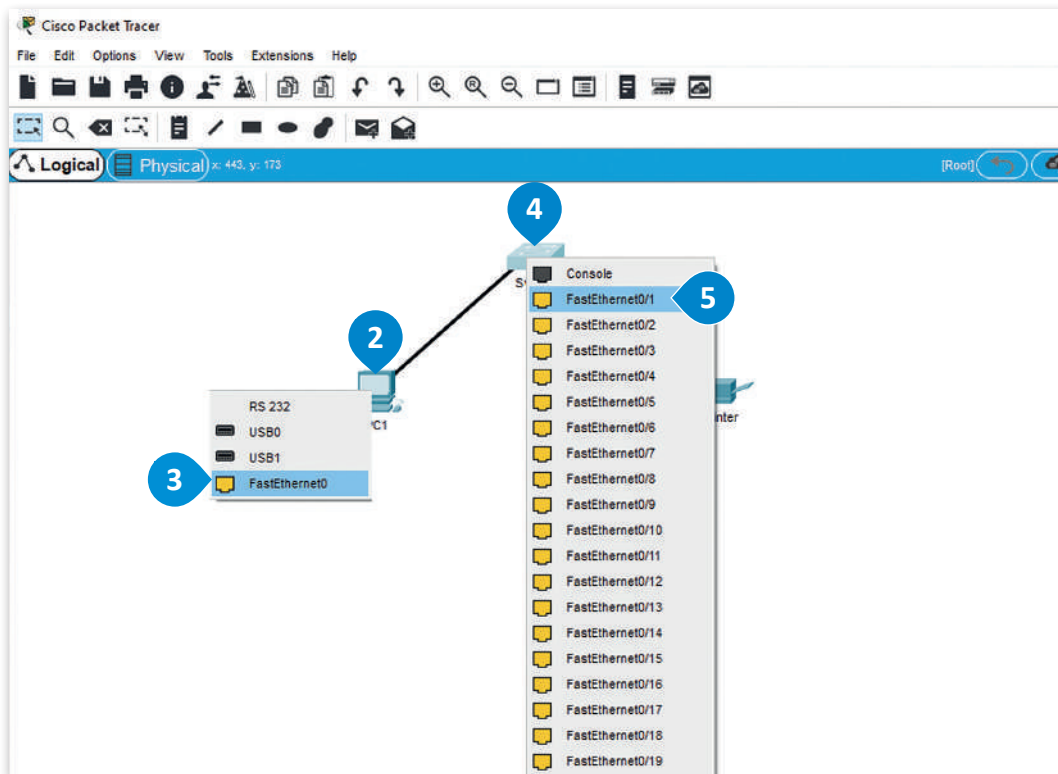 Cisco Packet Tracer
File Edit Options View Tools Extensions Help
Logical Physical x: 443, y: 173 [Root]
4
Console
FastEthernet0/1 5
FastEthernet0/2
2
FastEthernet0/3
FastEthernet0/4
RS 232
FastEthernet0/5
nter
PC1
FastEthernet0/6
USB0
USB1
FastEthernet0/7
3 FastEthernet0
FastEthernet0/8
FastEthernet0/9
FastEthernet0/10
FastEthernet0/11
FastEthernet0/12
FastEthernet0/13
FastEthernet0/14
FastEthernet0/15
FastEthernet0/16
FastEthernet0/17
FastEthernet0/18
FastEthernet0/19